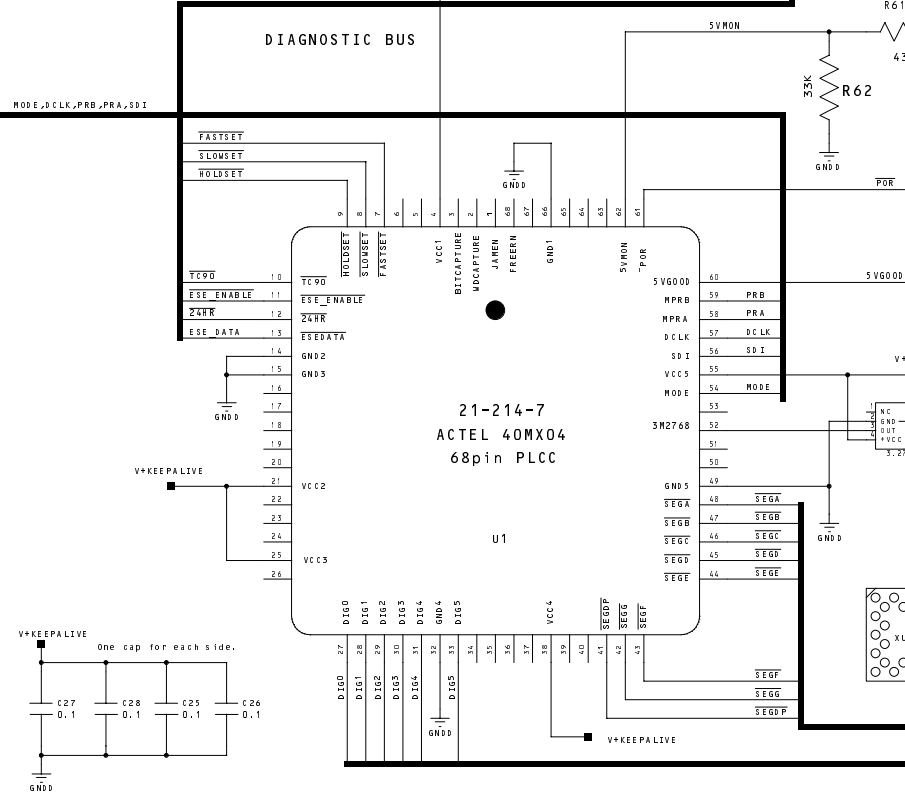 R61
5VMON
DIAGNOSTIC BUS
43
33K
R62
MODE,DCLK,PRB,PRA,SDI
FASTSET
SLOWSET
HOLDSET
GNDD
GNDD
POR
9 8 7 6 5 4 3 2 1 68 67 66 65 64 63 62 61
HOLDSET
SLOWSET
FASTSET
VCC1
BITCAPTURE
WDCAPTURE
JAMEN
FREERN
GND1
5VMON
POR
TC90 10 TC90
5VGOOD 60 5VGOOD
ESE_ENABLE 11 ESE_ENABLE
MPRB 59 PRB
24HR 12 24HR
MPRA 58 PRA
ESE_DATA 13 ESEDATA
DCLK 57 DCLK
14 GND2
SDI 56 SDI
15 GND3
VCC5 55
V+
16
MODE 54 MODE
GNDD
17
53
18
3M2768 52
19
51
20
50
21-214-7
ACTEL 40MX04
68pin PLCC
1 NC
GND
OUT
+VCC
3.27
V+KEEPALIVE
21 VCC2
GND5 49
22
SEGA 48 SEGA
23
SEGB 47 SEGB
24
SEGC 46 SEGC
25 VCC3
SEGD 45 SEGD
26
SEGE 44 SEGE
GNDD
U1
DIG0
DIG1
DIG2
DIG3
DIG4
GND4
DIG5
VCC4
SEGDP
SEGG
SEGF
27 28 29 30 31 32 33 34 35 36 37 38 39 40 41 42 43
DIG0
DIG1
DIG2
DIG3
DIG4
DIG5
GNDD
SEGF
SEGG
SEGDP
V+KEEPALIVE
XU
V+KEEPALIVE
One cap for each side.
C27
0.1
C28
0.1
C25
0.1
C26
0.1
GNDD